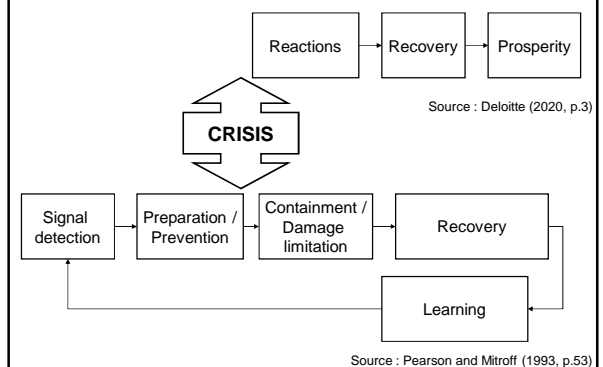 Reactions
Recovery
Prosperity
Source : Deloitte (2020, p.3)
CRISIS
Signal
detection
Preparation /
Prevention
Containment /
Damage
limitation
Recovery
Learning
Source : Pearson and Mitroff (1993, p.53)